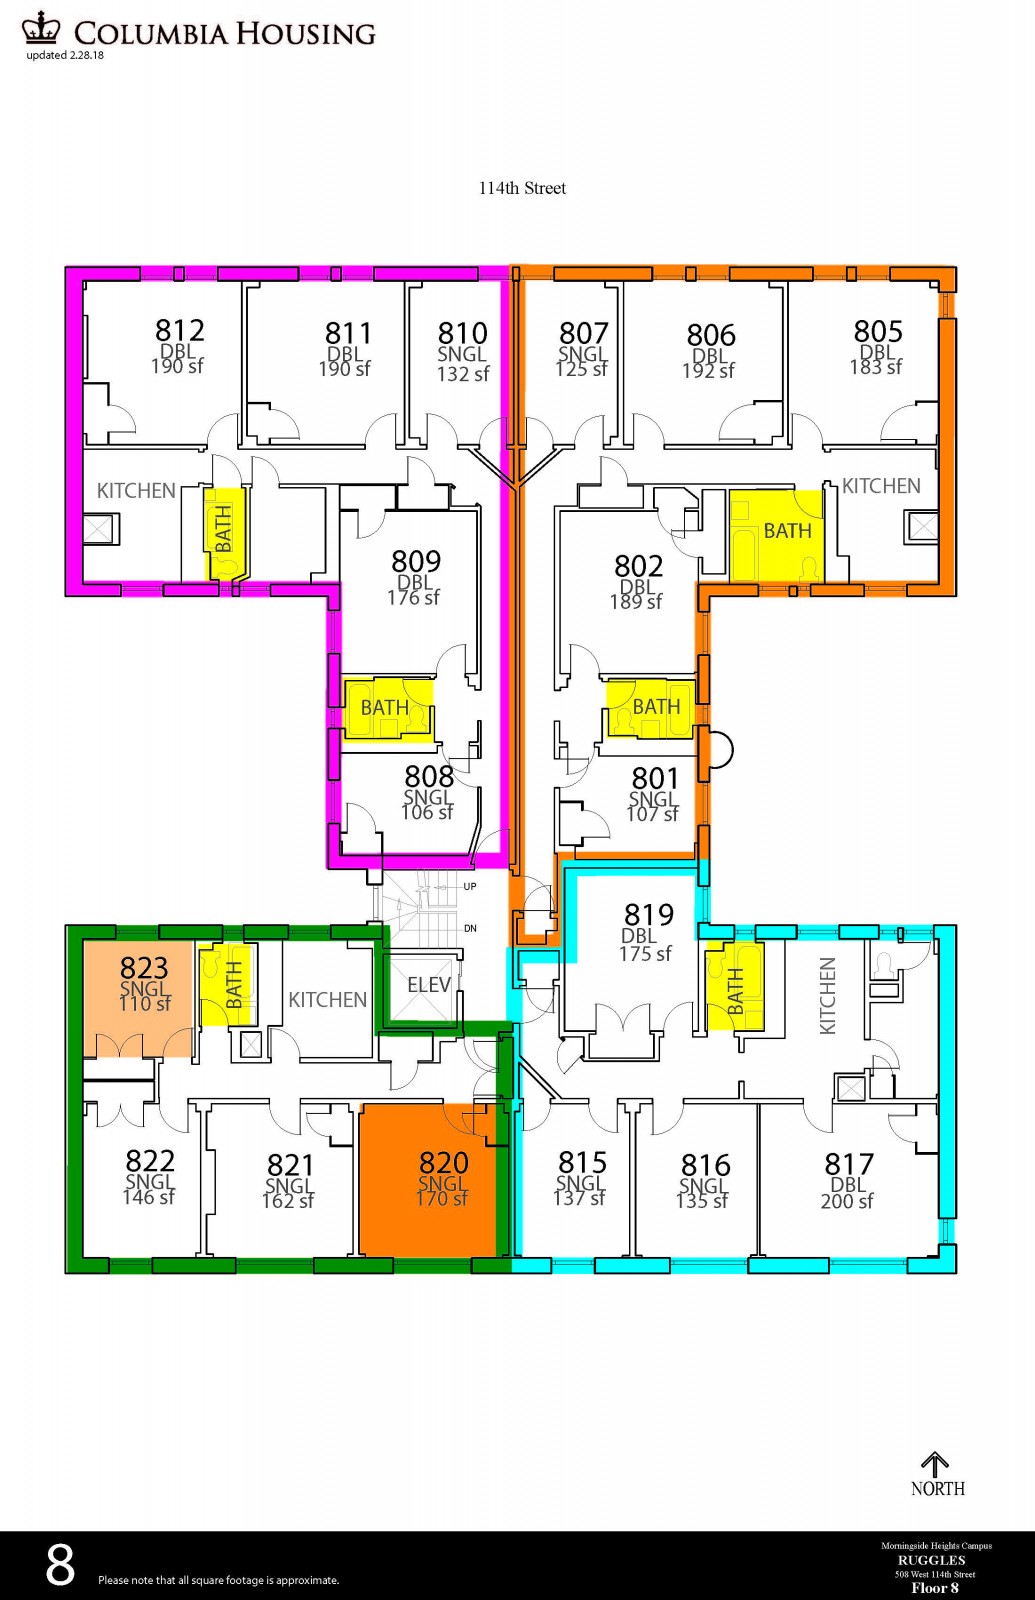 COLUMBIA HOUSING
updated 2.28.18
114th Street
812
DBL
190 sf
811
DBL
190 sf
810
SNGL
132 sf
807
SNGL
125 sf
806
DBL
192 sf
805
DBL
183 sf
KITCHEN
BATH
809
DBL
176 sf
802
DBL
189 sf
BATH
KITCHEN
BATH
BATH
808
SNGL
106 sf
801
SNGL
107 sf
UP
DN
819
DBL
175 sf
823
SNGL
110 sf
BATH
KITCHEN
ELEV
BATH
KITCHEN
822
SNGL
146 sf
821
SNGL
162 sf
820
SNGL
170 sf
815
SNGL
137 sf
816
SNGL
135 sf
817
DBL
200 sf
NORTH
8
Please note that all square footage is approximate.
Morningside Heights Campus
RUGGLES
508 West 114th Street
Floor 8